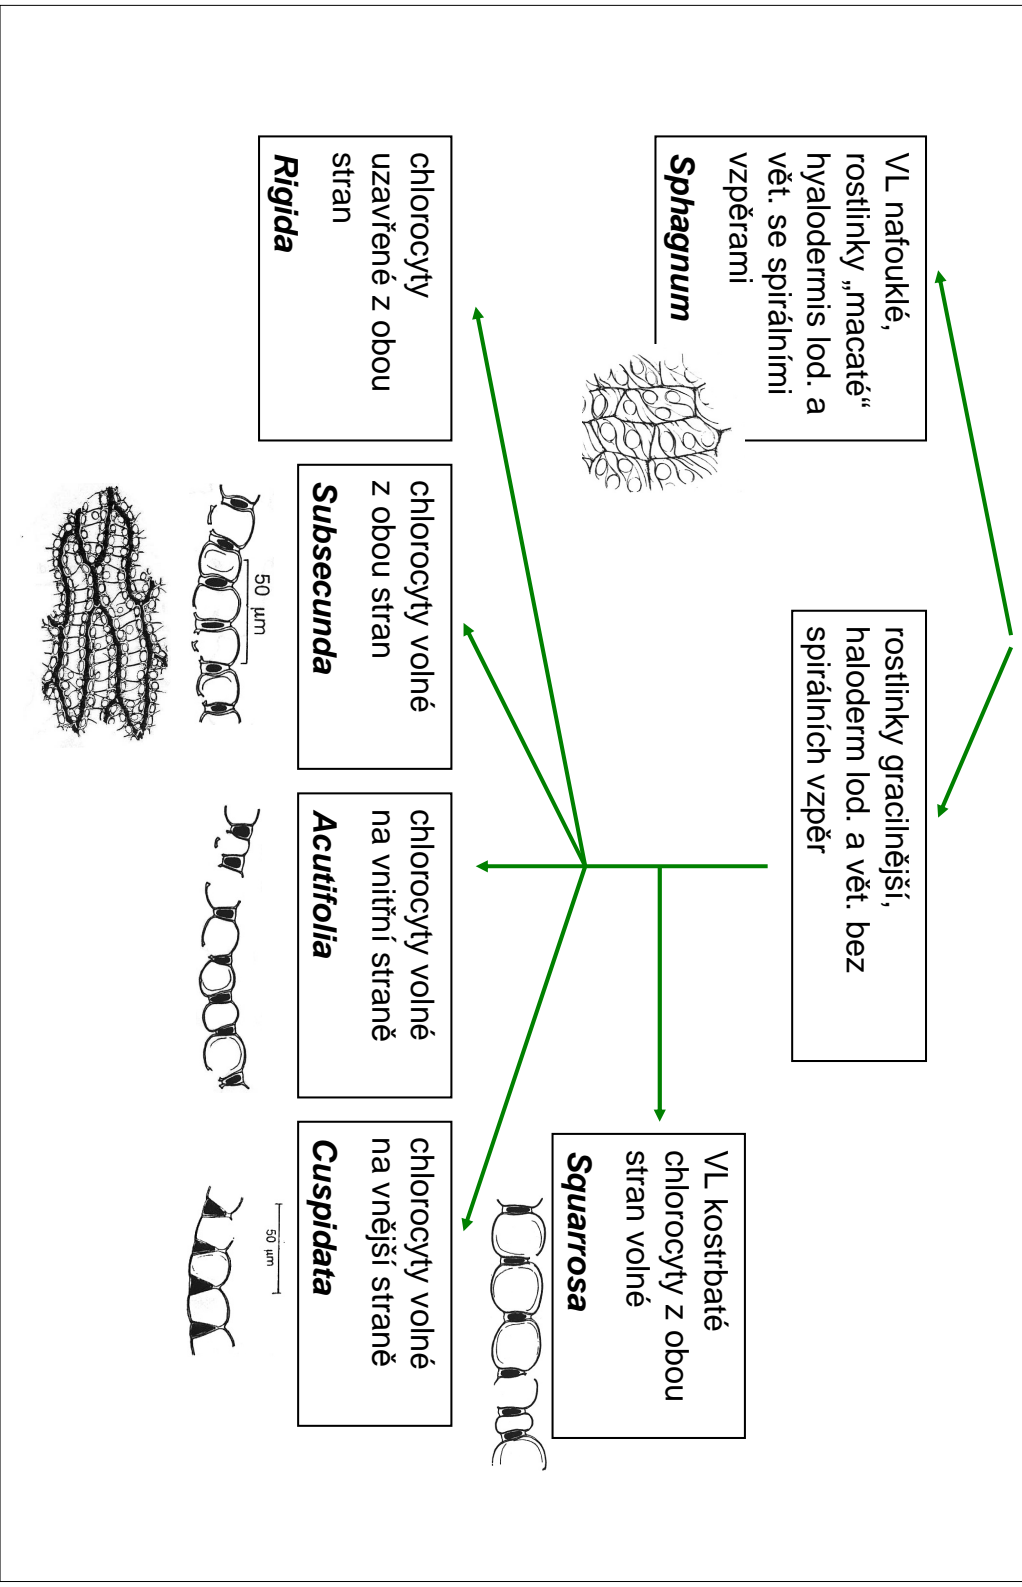 VL nafouklé,
rostlinky „macaté“
hyalodermis lod. a
vět. se spirálními
vzpěrami
Sphagnum
rostlinky gracilnější,
haloderm lod. a vět. bez
spirálních vzpěr
VL kostrbaté
chlorocyty z obou
stran volné
Squarrosa
chlorocyty
uzavřené z obou
stran
Rigida
chlorocyty volné
z obou stran
Subsecunda
50 µm
chlorocyty volné
na vnitřní straně
Acutifolia
chlorocyty volné
na vnější straně
Cuspidata
50 µm